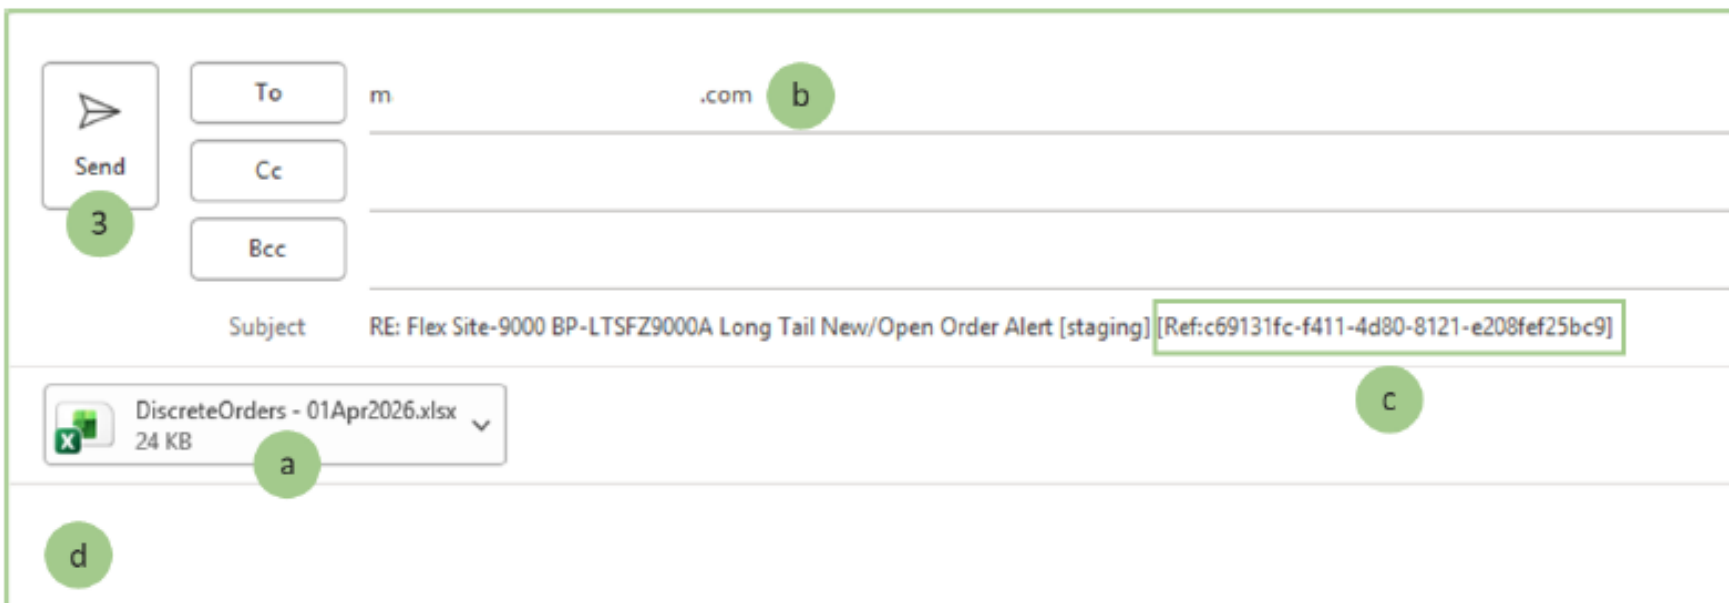 To
m .com b
Send
Cc
3
Bcc
Subject RE: Flex Site-9000 BP-LTSFZ9000A Long Tail New/Open Order Alert [staging] [Ref:c69131fc-f411-4d80-8121-e208fef25bc9]
c
DiscreteOrders - 01Apr2026.xlsx
X
24 KB
a
d